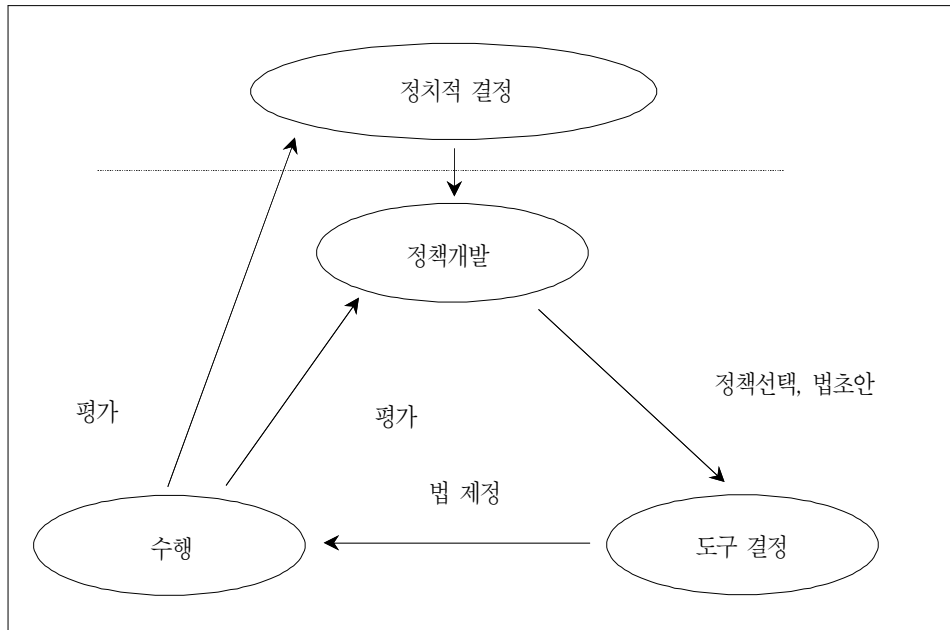 정치적 결정
정책개발
정책선택, 법초안
평가
평가
법 제정
수행
도구 결정